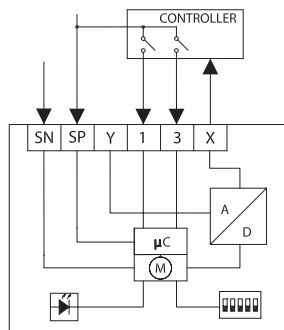 CONTROLLER
SN SP Y 1 3 X
A
D
μC
M